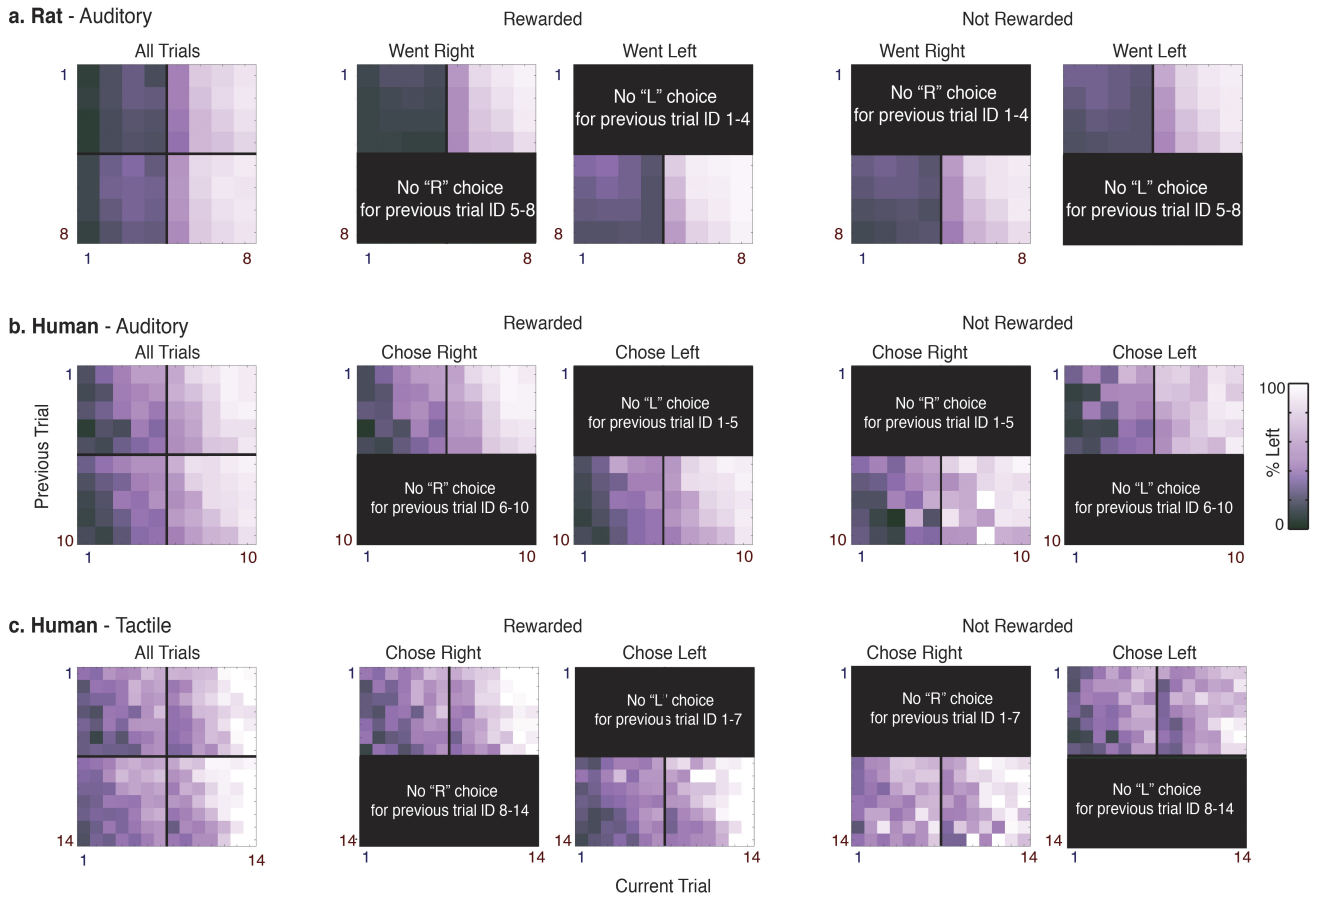 a. Rat - Auditory
Rewarded
Not Rewarded
All Trials
Went Right
Went Left
Went Right
Went Left
1
8
1
8
1
8
1
8
No “R” choice
for previous trial ID 5-8
1
8
1
8
No “L” choice
for previous trial ID 1-4
1
8
1
8
No “R” choice
for previous trial ID 1-4
No “L” choice
for previous trial ID 5-8
b. Human - Auditory
Rewarded
Not Rewarded
All Trials
Chose Right
Chose Left
Chose Right
Chose Left
Previous Trial
1
10
1
10
1
10
1
10
No “R” choice
for previous trial ID 6-10
1
10
1
10
No “L” choice
for previous trial ID 1-5
1
10
1
10
No “R” choice
for previous trial ID 1-5
1
10
1
10
No “L” choice
for previous trial ID 6-10
100
% Left
0
c. Human - Tactile
Rewarded
Not Rewarded
All Trials
Chose Right
Chose Left
Chose Right
Chose Left
1
14
1
14
1
14
1
14
No “R” choice
for previous trial ID 8-14
1
14
1
14
No “L” choice
for previous trial ID 1-7
1
14
1
14
No “R” choice
for previous trial ID 1-7
1
14
1
14
No “L” choice
for previous trial ID 8-14
Current Trial